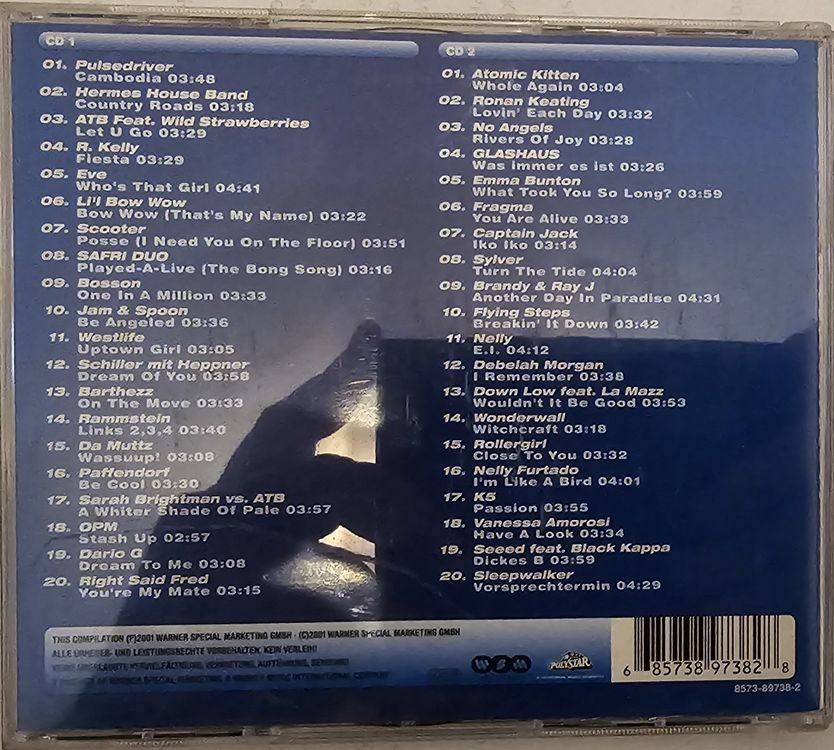 CD 1
01. Pulsedriver
Cambodia 03:48
02. Hermes House Band
Country Roads 03:18
03. ATB Feat. Wild Strawberries
Let U Go 03:29
04. R. Kelly
Fiesta 03:29
05. Eve
Who's That Girl 04:41
06. Li'l Bow Wow
Bow Wow (That's My Name) 03:22
07. Scooter
Posse (I Need You On The Floor) 03:51
08. SAFRI DUO
Played-A-Live (The Bong Song) 03:16
09. Bosson
One In A Million 03:33
10. Jam & Spoon
Be Angeled 03:36
11. Westlife
Uptown Girl 03:05
12. Schiller mit Heppner
Dream Of You 03:58
13. Barthezz
On The Move 03:33
14. Rammstein
Links 2,3,4 03:40
15. Da Muttz
Wassuup! 03:08
16. Paffendorf
Be Cool 03:30
17. Sarah Brightman vs. ATB
A Whiter Shade Of Pale 03:57
18. OPM
Stash Up 02:57
19. Dario G
Dream To Me 03:08
20. Right Said Fred
You're My Mate 03:15
CD 2
01. Atomic Kitten
Whole Again 03:04
02. Ronan Keating
Lovin' Each Day 03:32
03. No Angels
Rivers Of Joy 03:28
04. GLASHAUS
Was immer es ist 03:26
05. Emma Bunton
What Took You So Long? 03:59
06. Fragma
You Are Alive 03:33
07. Captain Jack
Iko Iko 03:14
08. Sylver
Turn The Tide 04:04
09. Brandy & Ray J
Another Day In Paradise 04:31
10. Flying Steps
Breakin' It Down 03:42
11. Nelly
E.I. 04:12
12. Debelah Morgan
I Remember 03:38
13. Down Low feat. La Mazz
Wouldn't It Be Good 03:53
14. Wonderwall
Witchcraft 03:18
15. Rollergirl
Close To You 03:32
16. Nelly Furtado
I'm Like A Bird 04:01
17. K5
Passion 03:55
18. Vanessa Amorosi
Have A Look 03:34
19. Seeed feat. Black Kappa
Dickes B 03:59
20. Sleepwalker
Vorsprechtermin 04:29
THIS COMPILATION (P)2001 WARNER SPECIAL MARKETING GMBH · (C)2001 WARNER SPECIAL MARKETING GMBH
ALLE URHEBER- UND LEISTUNGSRECHTE VORBEHALTEN. KEIN VERLEIH!
KEINE UNERLAUBTE VERVIELFÄLTIGUNG, VERMIETUNG, AUFFÜHRUNG, SENDUNG!
WARNER SPECIAL MARKETING, A WARNER MUSIC INTERNATIONAL COMPANY
WSM
POLYSTAR
6 85738 97382 8
8573-89738-2